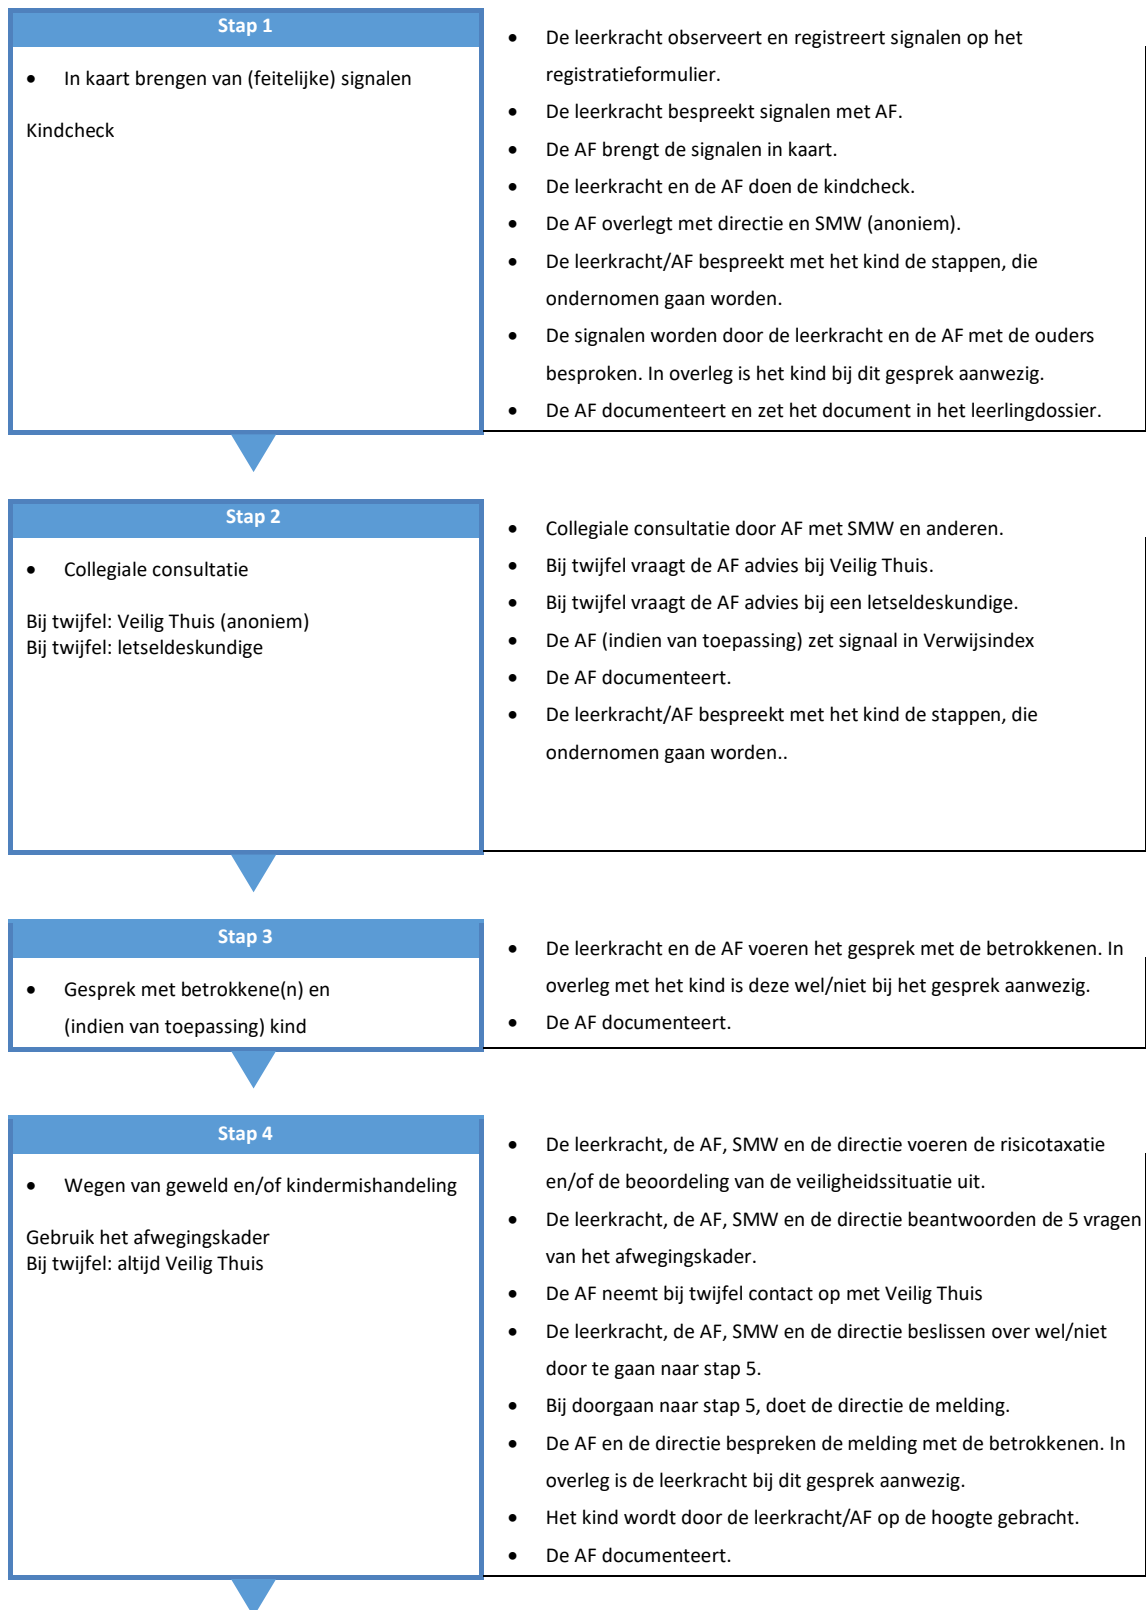 Stap 1
• In kaart brengen van (feitelijke) signalen
Kindcheck
• De leerkracht observeert en registreert signalen op het
registratieformulier.
• De leerkracht bespreekt signalen met AF.
• De AF brengt de signalen in kaart.
• De leerkracht en de AF doen de kindcheck.
• De AF overlegt met directie en SMW (anoniem).
• De leerkracht/AF bespreekt met het kind de stappen, die
ondernomen gaan worden.
• De signalen worden door de leerkracht en de AF met de ouders
besproken. In overleg is het kind bij dit gesprek aanwezig.
• De AF documenteert en zet het document in het leerlingdossier.
Stap 2
• Collegiale consultatie
Bij twijfel: Veilig Thuis (anoniem)
Bij twijfel: letseldeskundige
• Collegiale consultatie door AF met SMW en anderen.
• Bij twijfel vraagt de AF advies bij Veilig Thuis.
• Bij twijfel vraagt de AF advies bij een letseldeskundige.
• De AF (indien van toepassing) zet signaal in Verwijsindex
• De AF documenteert.
• De leerkracht/AF bespreekt met het kind de stappen, die
ondernomen gaan worden..
Stap 3
• Gesprek met betrokkene(n) en
(indien van toepassing) kind
• De leerkracht en de AF voeren het gesprek met de betrokkenen. In
overleg met het kind is deze wel/niet bij het gesprek aanwezig.
• De AF documenteert.
Stap 4
• Wegen van geweld en/of kindermishandeling
Gebruik het afwegingskader
Bij twijfel: altijd Veilig Thuis
• De leerkracht, de AF, SMW en de directie voeren de risicotaxatie
en/of de beoordeling van de veiligheidssituatie uit.
• De leerkracht, de AF, SMW en de directie beantwoorden de 5 vragen
van het afwegingskader.
• De AF neemt bij twijfel contact op met Veilig Thuis
• De leerkracht, de AF, SMW en de directie beslissen over wel/niet
door te gaan naar stap 5.
• Bij doorgaan naar stap 5, doet de directie de melding.
• De AF en de directie bespreken de melding met de betrokkenen. In
overleg is de leerkracht bij dit gesprek aanwezig.
• Het kind wordt door de leerkracht/AF op de hoogte gebracht.
• De AF documenteert.